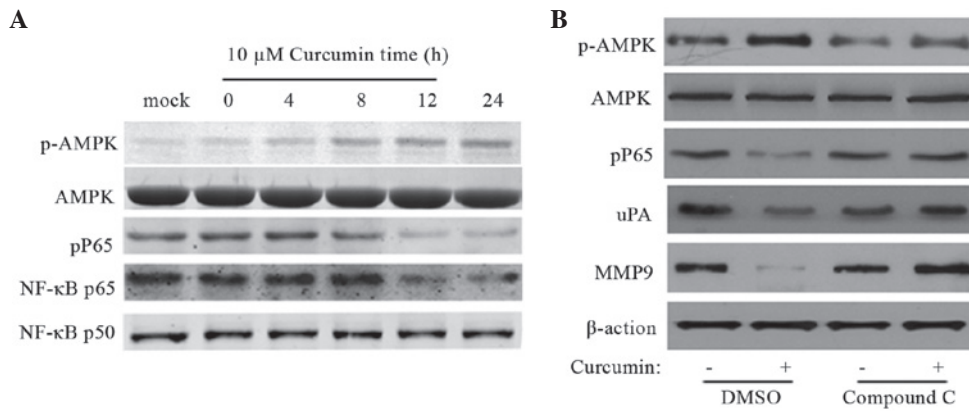 A
10 µM Curcumin time (h)
mock 0 4 8 12 24
p-AMPK
AMPK
pP65
NF-κB p65
NF-κB p50
B
p-AMPK
AMPK
pP65
uPA
MMP9
β-action
Curcumin: - + - +
DMSO Compound C